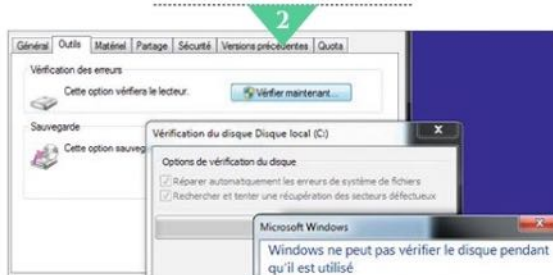 2
Général Outils Matériel Partage Sécurité Versions précédentes Quota
Vérification des erreurs
Cette option vérifiera le lecteur.
Vérifier maintenant...
Sauvegarde
Cette option sauveg
Vérification du disque Disque local (C:)
x
Options de vérification du disque
Réparer automatiquement les erreurs de système de fichiers
Rechercher et tenter une récupération des secteurs défectueux
Microsoft Windows
Windows ne peut pas vérifier le disque pendant
qu'il est utilisé